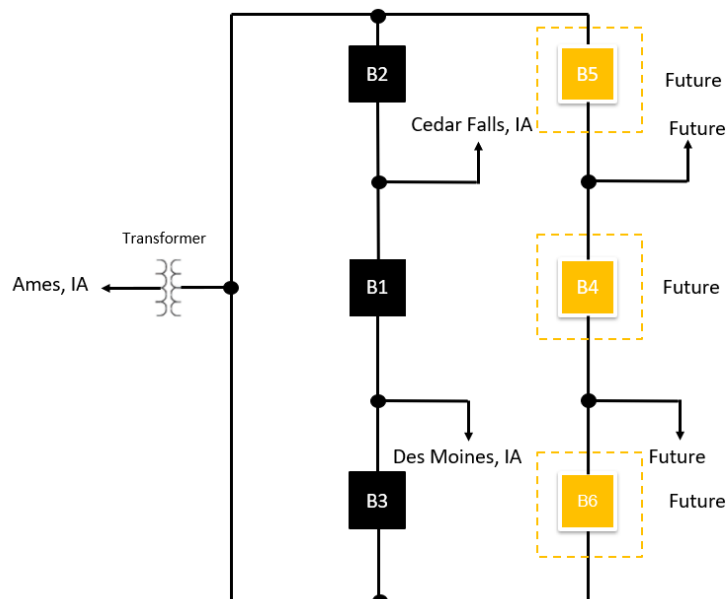 B2
B5
Future
Cedar Falls, IA
Future
Transformer
Ames, IA
B1
B4
Future
Des Moines, IA
Future
B3
B6
Future